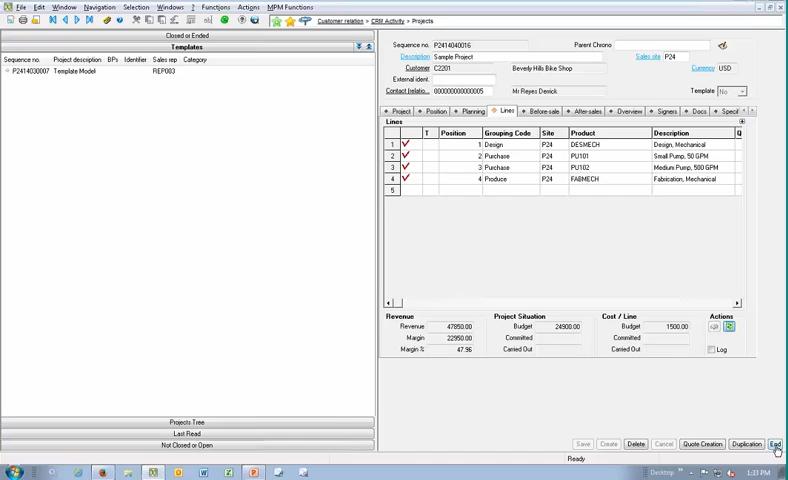 File Edit Window Navigation Selection Windows ? Functions Actions MPM Functions
Customer relation > CRM Activity > Projects
Closed or Ended
Templates
Sequence no. Project description BPs Identifier Sales rep Category
P2414030007 Template Model REP003
Projects Tree
Last Read
Not Closed or Open
Sequence no. P2414040016 Parent Chrono
Description Sample Project Sales site P24
Customer C2201 Beverly Hills Bike Shop Currency USD
External ident.
Contact (relatio... 000000000000005 Mr Reyes Derrick Template No
Project Position Planning Lines Before-sale After-sales Overview Signers Docs Specif
Lines
T Position Grouping Code Site Product Description Q
1 1 Design P24 DESMECH Design, Mechanical
2 2 Purchase P24 PU101 Small Pump, 50 GPM
3 3 Purchase P24 PU102 Medium Pump, 500 GPM
4 4 Produce P24 FABMECH Fabrication, Mechanical
5
Revenue Project Situation Cost / Line Actions
Revenue 47850.00 Budget 24900.00 Budget 1500.00
Margin 22950.00 Committed Committed
Margin % 47.96 Carried Out Carried Out Log
Save Create Delete Cancel Quote Creation Duplication End
Ready
Desktop 1:33 PM